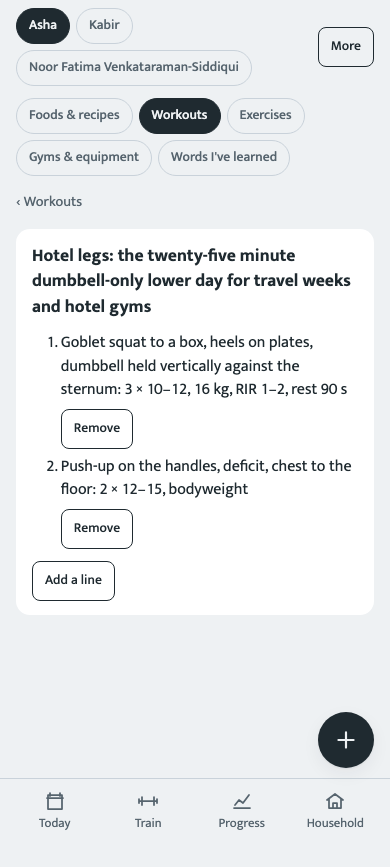 Asha
Kabir
More
Noor Fatima Venkataraman-Siddiqui
Foods & recipes
Workouts
Exercises
Gyms & equipment
Words I've learned
‹ Workouts
Hotel legs: the twenty-five minute
dumbbell-only lower day for travel weeks
and hotel gyms
1. Goblet squat to a box, heels on plates,
dumbbell held vertically against the
sternum: 3 × 10–12, 16 kg, RIR 1–2, rest 90 s
Remove
2. Push-up on the handles, deficit, chest to the
floor: 2 × 12–15, bodyweight
Remove
Add a line
Today
Train
Progress
Household